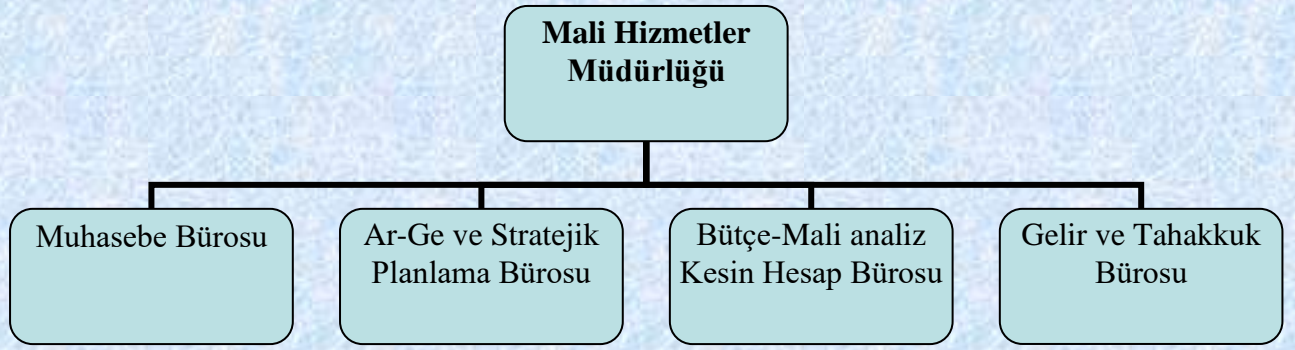 Mali Hizmetler
Müdürlüğü
Muhasebe Bürosu
Ar-Ge ve Stratejik
Planlama Bürosu
Bütçe-Mali analiz
Kesin Hesap Bürosu
Gelir ve Tahakkuk
Bürosu